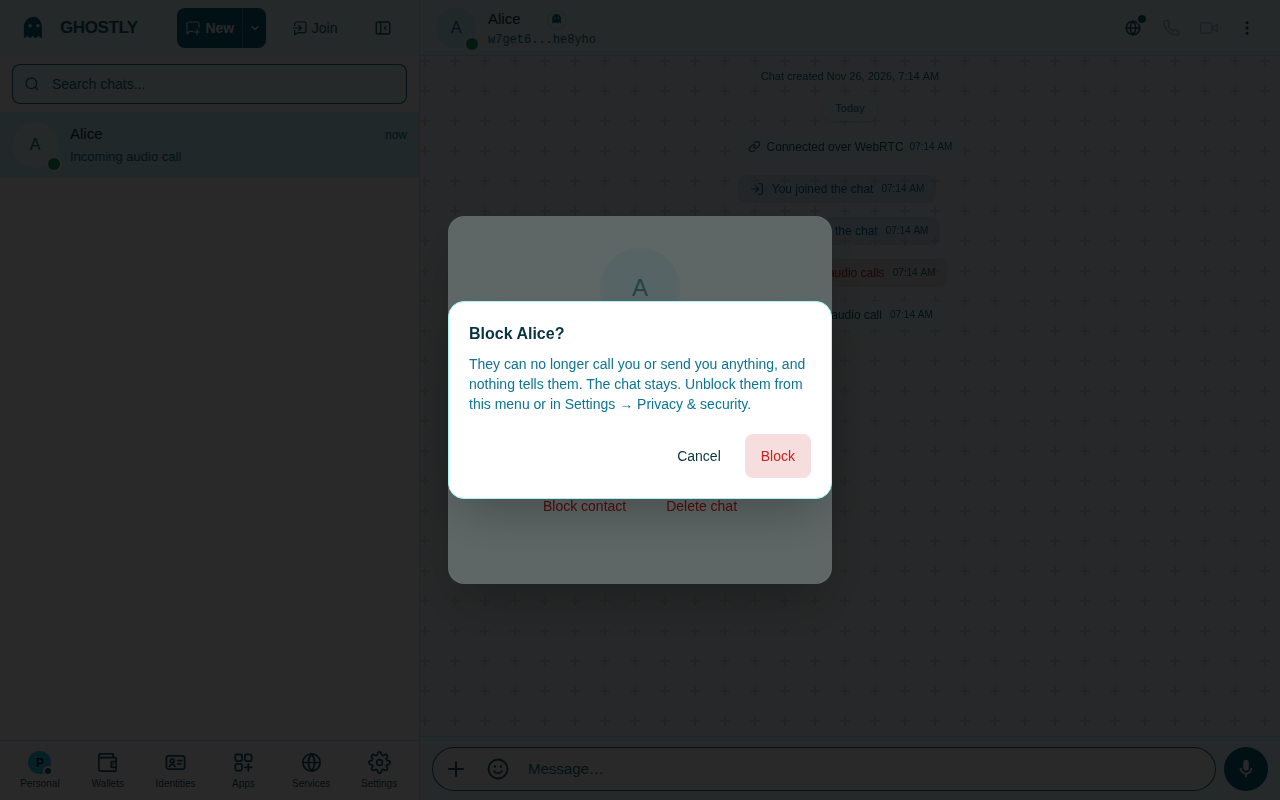 GHOSTLY
New
Join
Search chats...
A
Alice
now
Incoming audio call
A
Alice
w7get6...he8yho
Chat created Nov 26, 2026, 7:14 AM
Today
Connected over WebRTC 07:14 AM
You joined the chat 07:14 AM
the chat 07:14 AM
audio calls 07:14 AM
audio call 07:14 AM
A
Block Alice?
They can no longer call you or send you anything, and
nothing tells them. The chat stays. Unblock them from
this menu or in Settings → Privacy & security.
Cancel
Block
Block contact
Delete chat
P
Personal
Wallets
Identities
Apps
Services
Settings
Message…